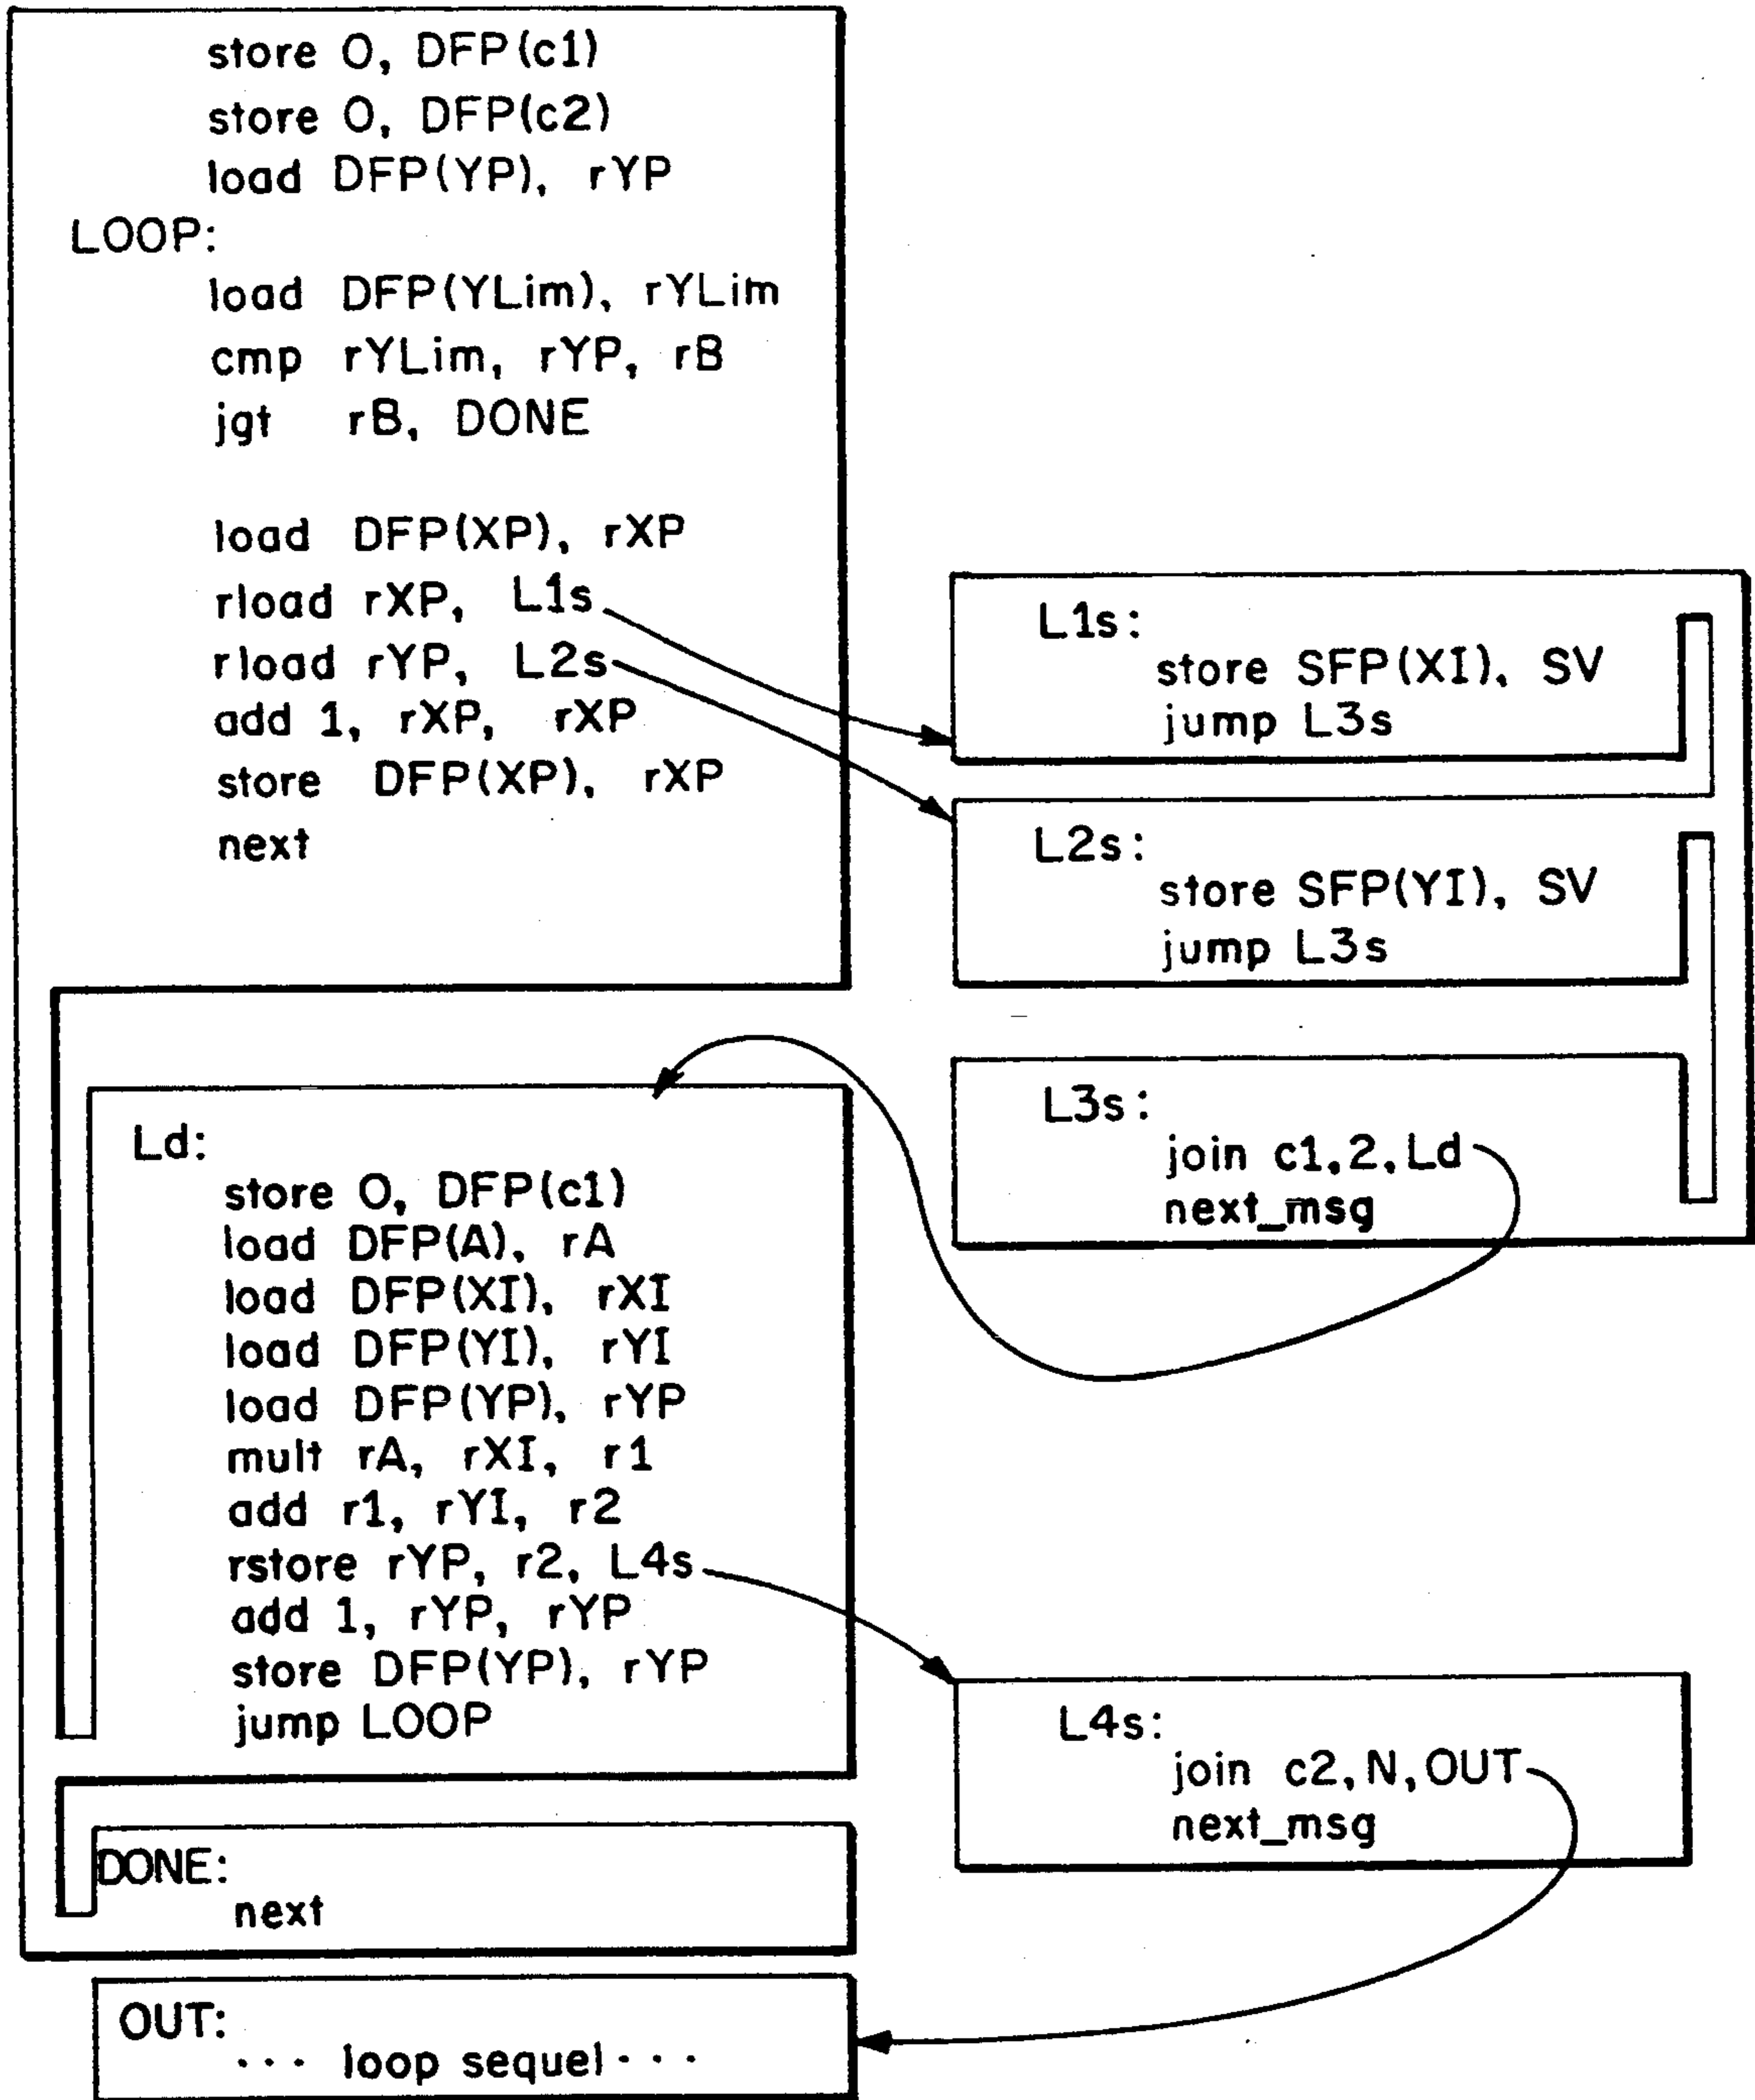 store 0, DFP(c1)
store 0, DFP(c2)
load DFP(YP), rYP
LOOP:
load DFP(YLim), rYLim
cmp rYLim, rYP, rB
jgt rB, DONE
load DFP(XP), rXP
rload rXP, L1s
rload rYP, L2s
add 1, rXP, rXP
store DFP(XP), rXP
next
L1s:
store SFP(XI), SV
jump L3s
L2s:
store SFP(YI), SV
jump L3s
L3s:
join c1,2,Ld
next_msg
Ld:
store 0, DFP(c1)
load DFP(A), rA
load DFP(XI), rXI
load DFP(YI), rYI
load DFP(YP), rYP
mult rA, rXI, r1
add r1, rYI, r2
rstore rYP, r2, L4s
add 1, rYP, rYP
store DFP(YP), rYP
jump LOOP
L4s:
join c2,N,OUT
next_msg
DONE:
next
OUT:
··· loop sequel ···